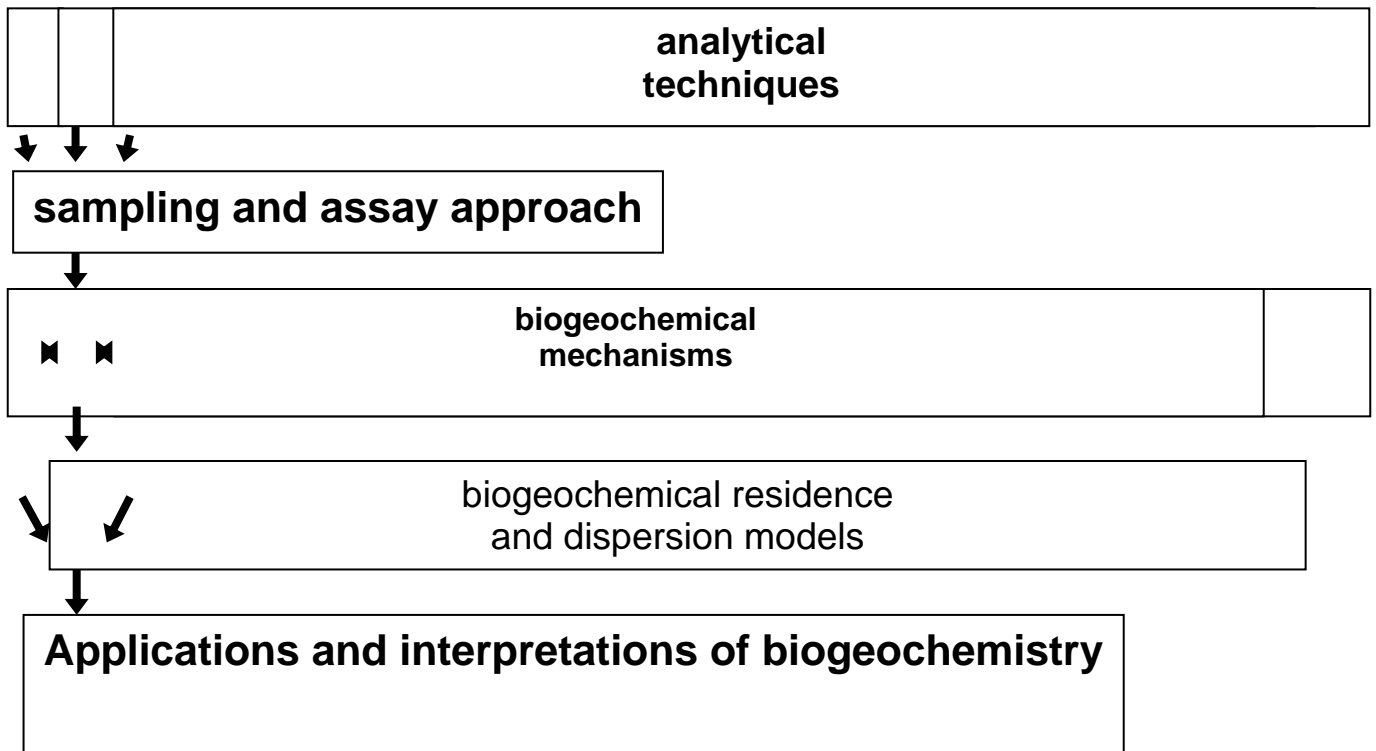 analytical
techniques
sampling and assay approach
biogeochemical
mechanisms
biogeochemical residence
and dispersion models
Applications and interpretations of biogeochemistry